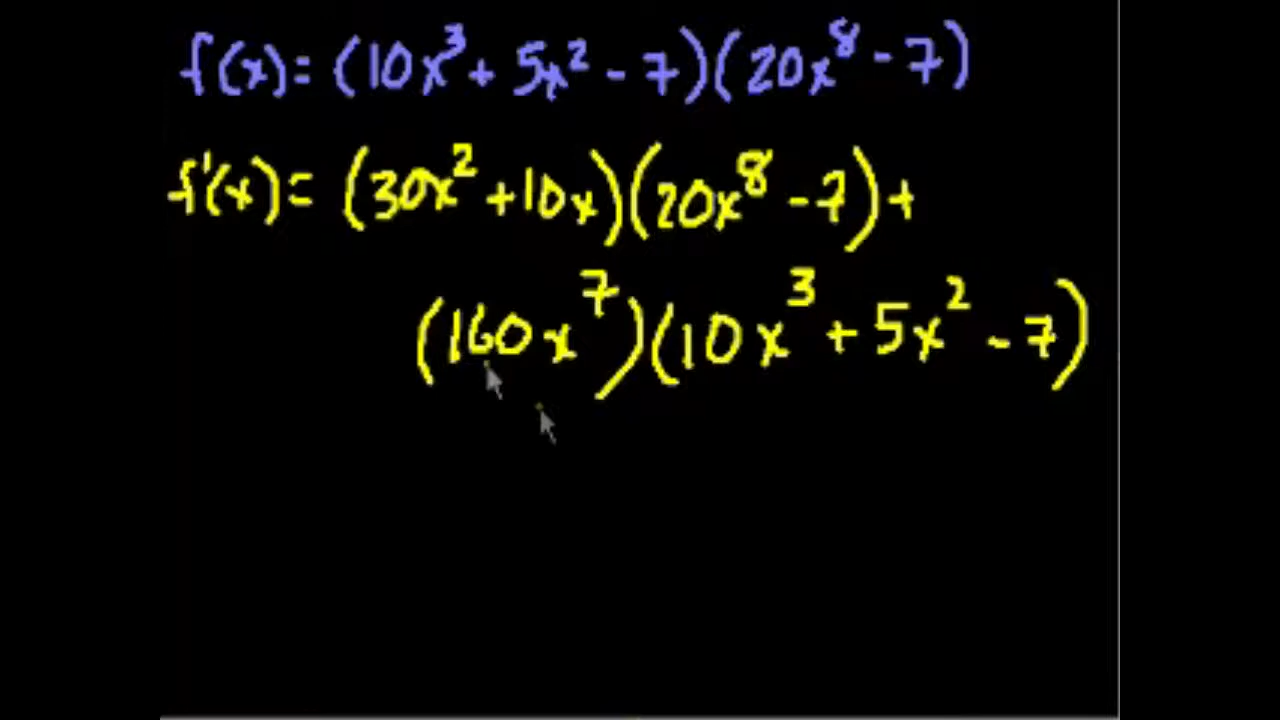 f(x) = (10x³ + 5x² - 7)(20x⁸ - 7)
f'(x) = (30x² + 10x)(20x⁸ - 7) +
(160x⁷)(10x³ + 5x² - 7)